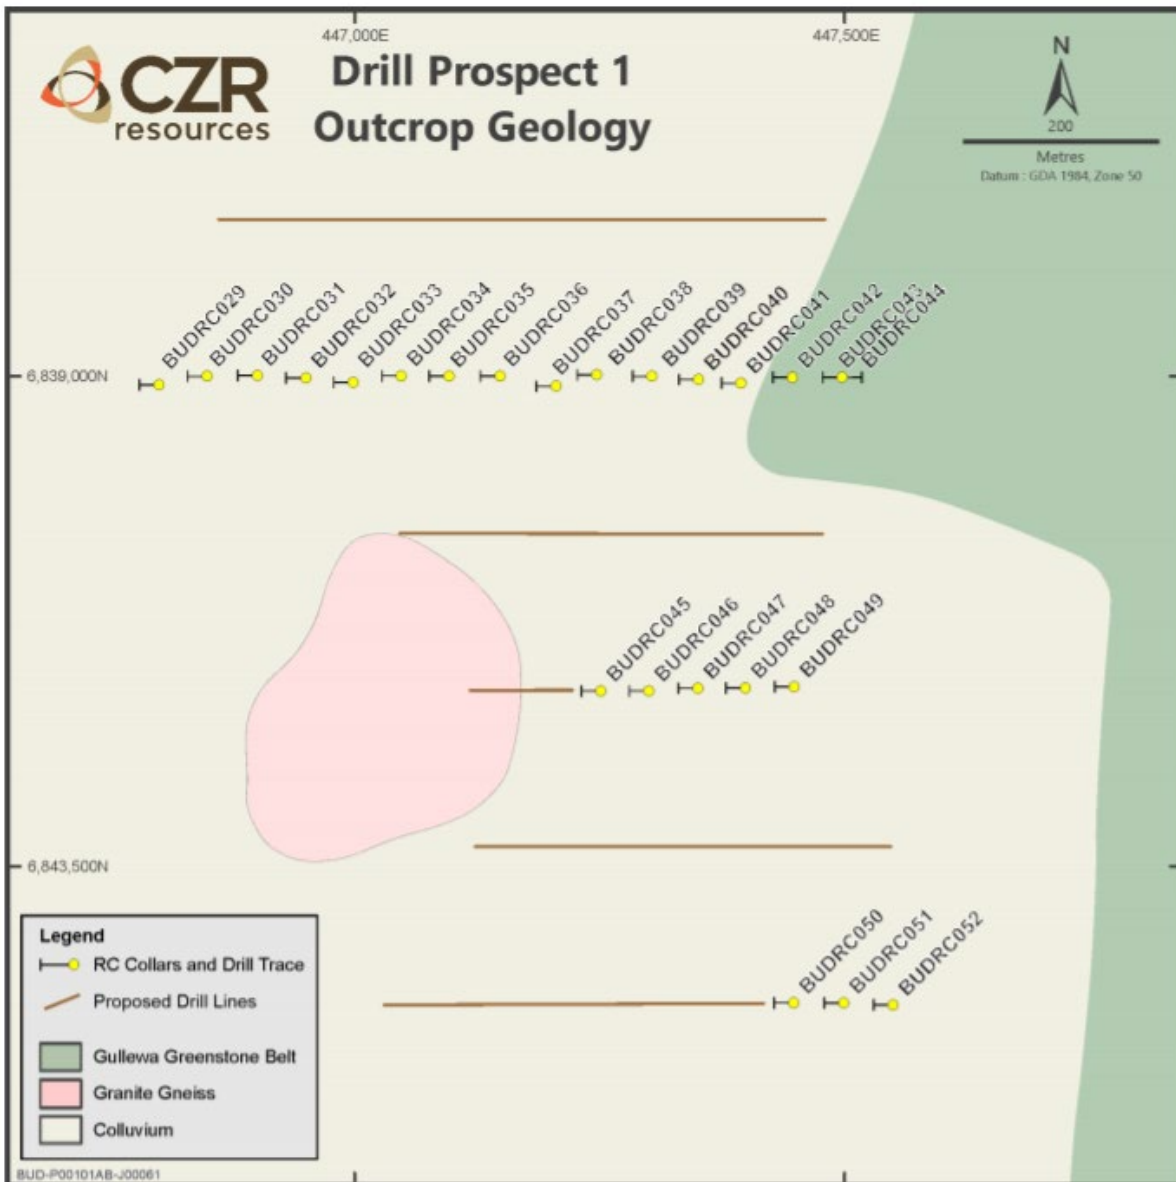 447,000E
447,500E
CZR
resources
Drill Prospect 1
Outcrop Geology
N
200
Metres
Datum : GDA 1984, Zone 50
BUDRC029
BUDRC030
BUDRC031
BUDRC032
BUDRC033
BUDRC034
BUDRC035
BUDRC036
BUDRC037
BUDRC038
BUDRC039
BUDRC040
BUDRC041
BUDRC042
BUDRC043
BUDRC044
6,839,000N
BUDRC045
BUDRC046
BUDRC047
BUDRC048
BUDRC049
6,843,500N
BUDRC050
BUDRC051
BUDRC052
Legend
RC Collars and Drill Trace
Proposed Drill Lines
Gullewa Greenstone Belt
Granite Gneiss
Colluvium
BUD-P00101AB-J00061